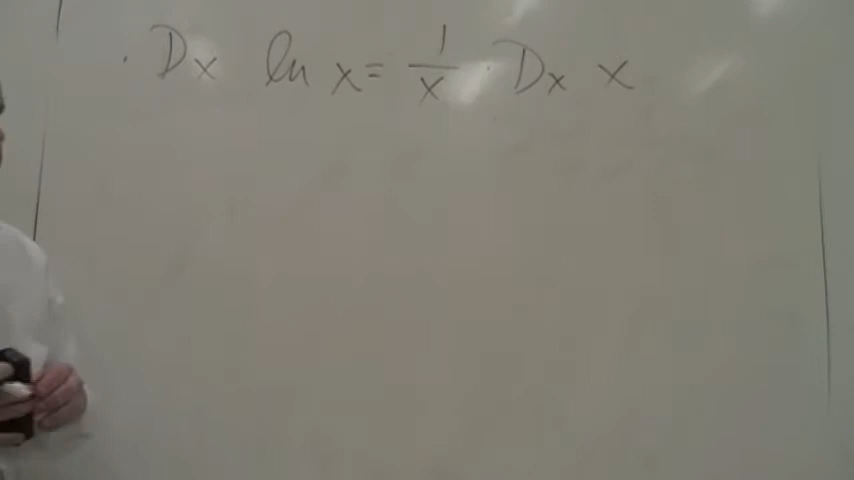 · Dx ln x = 1/x · Dx x